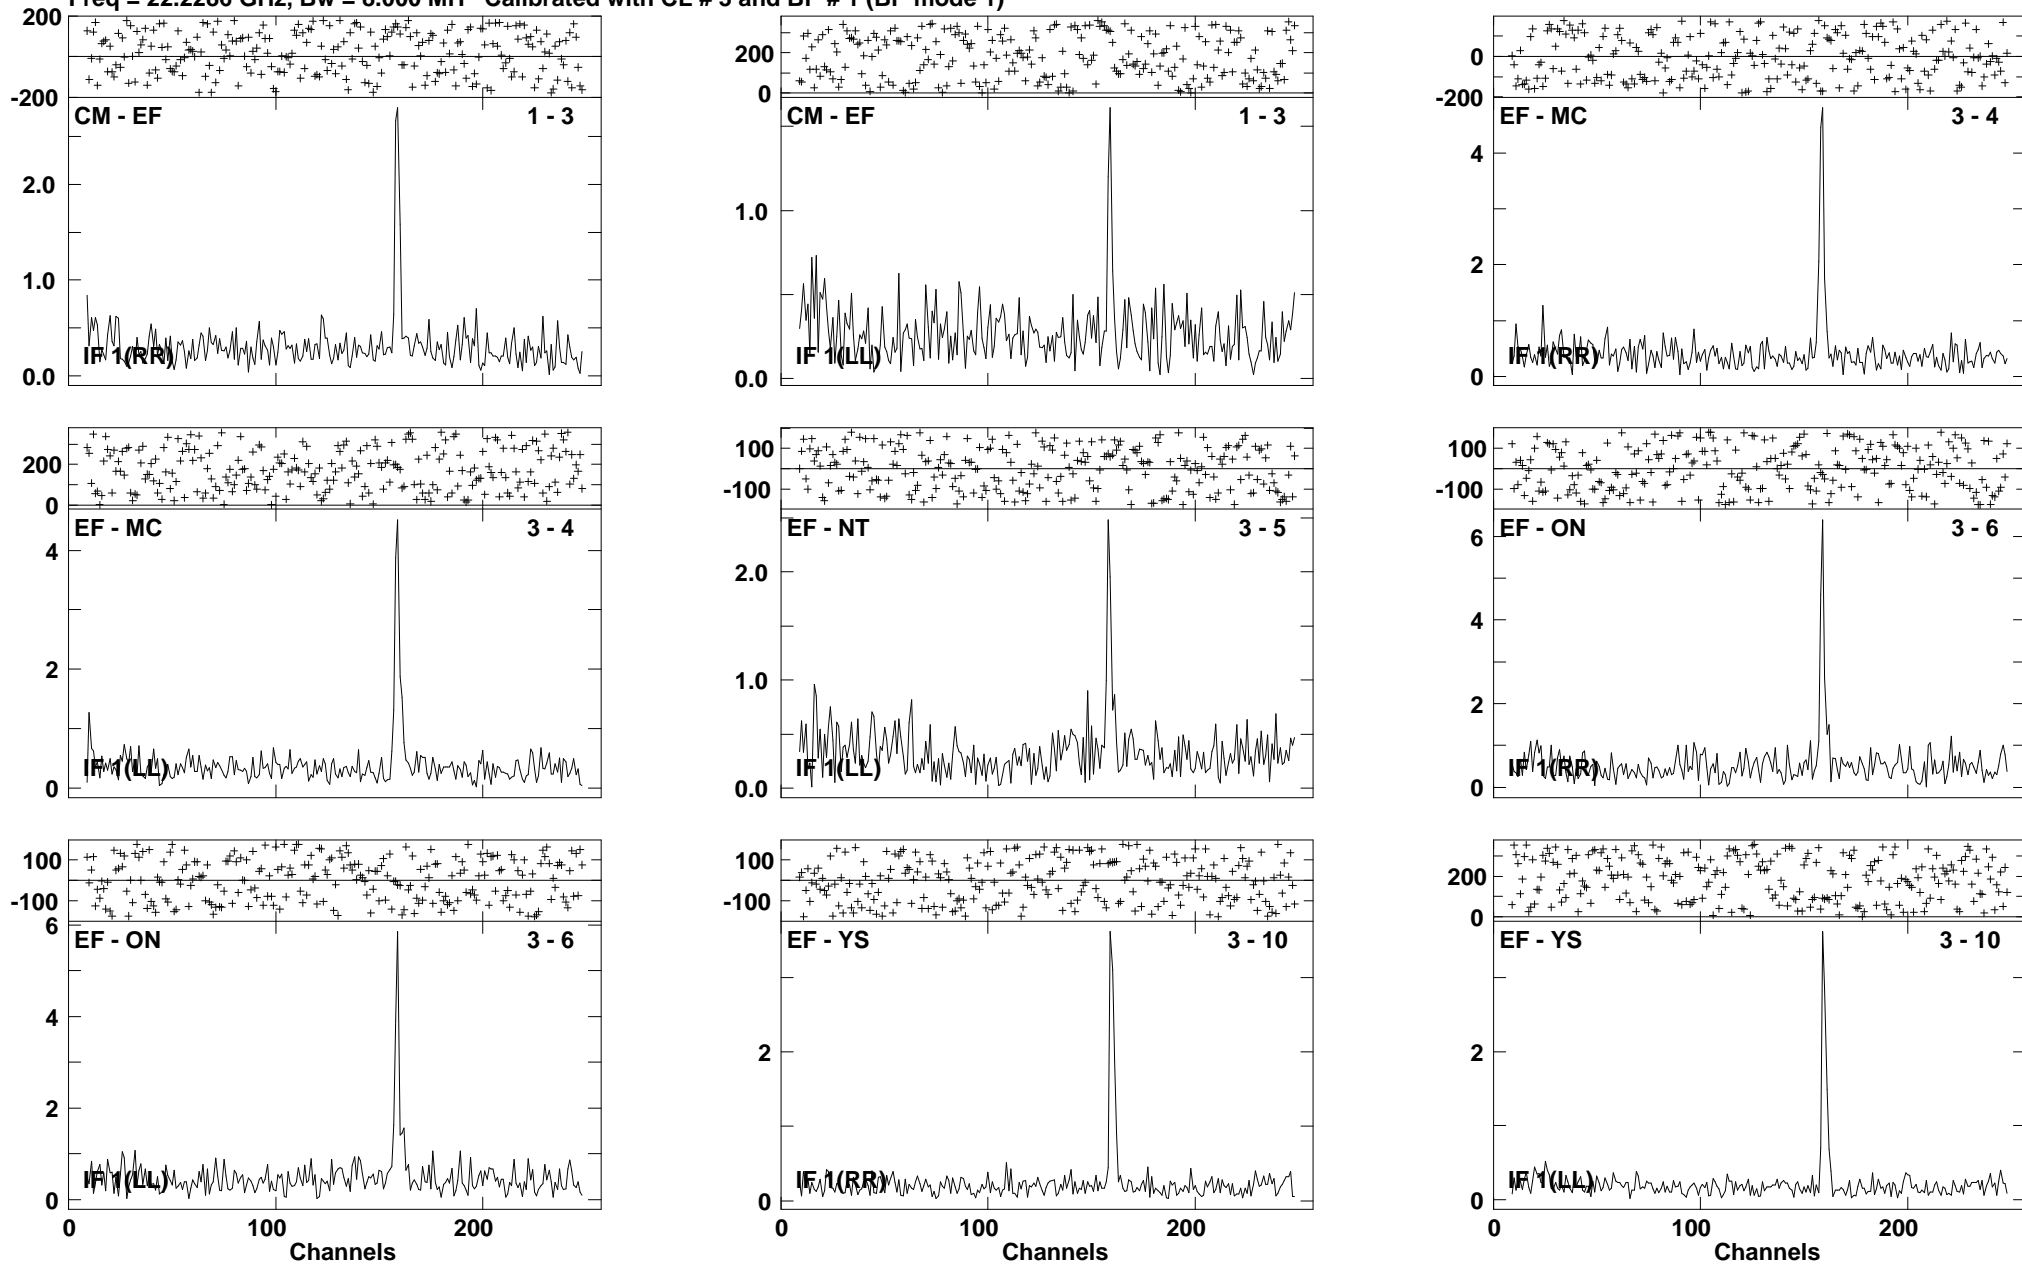 Freq = 22.2286 GHz, Bw = 8.000 MH Calibrated with CL # 3 and BP # 1 (BP mode 1)
200
-200
CM - EF 1 - 3
2.0
1.0
0.0
IF 1(RR)
200
0
CM - EF 1 - 3
1.0
0.0
IF 1(LL)
0
-200
EF - MC 3 - 4
4
2
0
IF 1(RR)
200
0
EF - MC 3 - 4
4
2
0
IF 1(LL)
100
-100
EF - NT 3 - 5
2.0
1.0
0.0
IF 1(LL)
100
-100
EF - ON 3 - 6
6
4
2
0
IF 1(RR)
100
-100
EF - ON 3 - 6
6
4
2
0
IF 1(LL)
0 100 200
Channels
100
-100
EF - YS 3 - 10
2
0
IF 1(RR)
0 100 200
Channels
200
0
EF - YS 3 - 10
2
0
IF 1(LL)
0 100 200
Channels